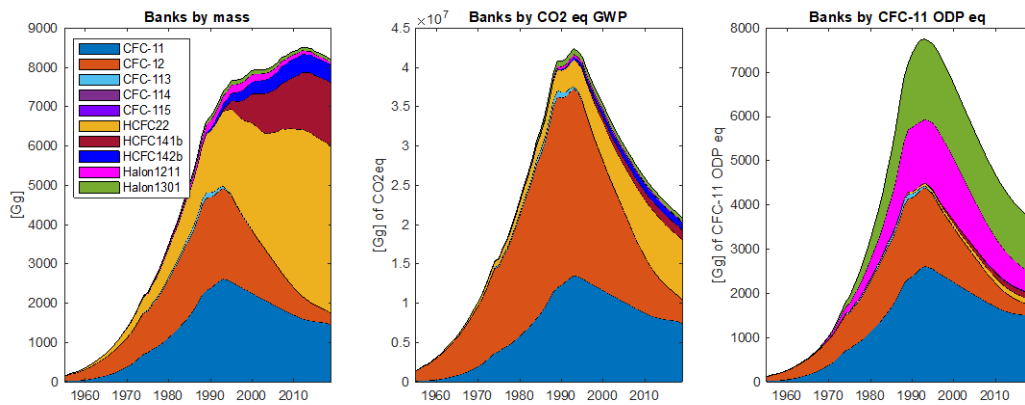 Banks by mass
9000
8000
7000
6000
5000
4000
3000
2000
1000
0
[Gg]
CFC-11
CFC-12
CFC-113
CFC-114
CFC-115
HCFC22
HCFC141b
HCFC142b
Halon1211
Halon1301
1960 1970 1980 1990 2000 2010
Banks by CO2 eq GWP
×10⁷
4.5
4
3.5
3
2.5
2
1.5
1
0.5
0
[Gg] of CO2eq
1960 1970 1980 1990 2000 2010
Banks by CFC-11 ODP eq
8000
7000
6000
5000
4000
3000
2000
1000
0
[Gg] of CFC-11 ODP eq
1960 1970 1980 1990 2000 2010